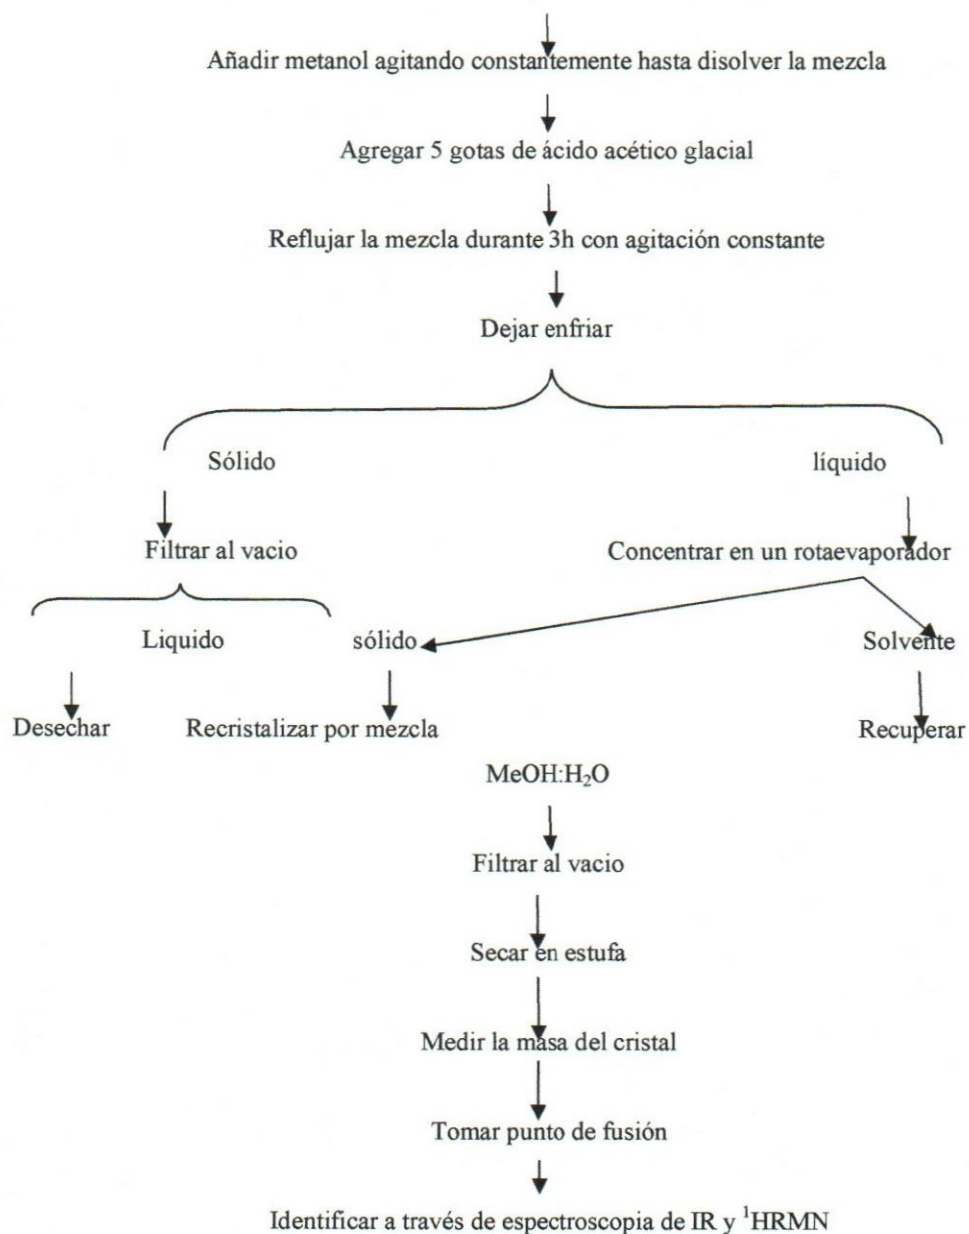 Añadir metanol agitando constantemente hasta disolver la mezcla
Agregar 5 gotas de ácido acético glacial
Reflujar la mezcla durante 3h con agitación constante
Dejar enfriar
Sólido
líquido
Filtrar al vacio
Concentrar en un rotaevaporador
Liquido
sólido
Solvente
Desechar
Recristalizar por mezcla
Recuperar
MeOH:H₂O
Filtrar al vacio
Secar en estufa
Medir la masa del cristal
Tomar punto de fusión
Identificar a través de espectroscopia de IR y ¹HRMN